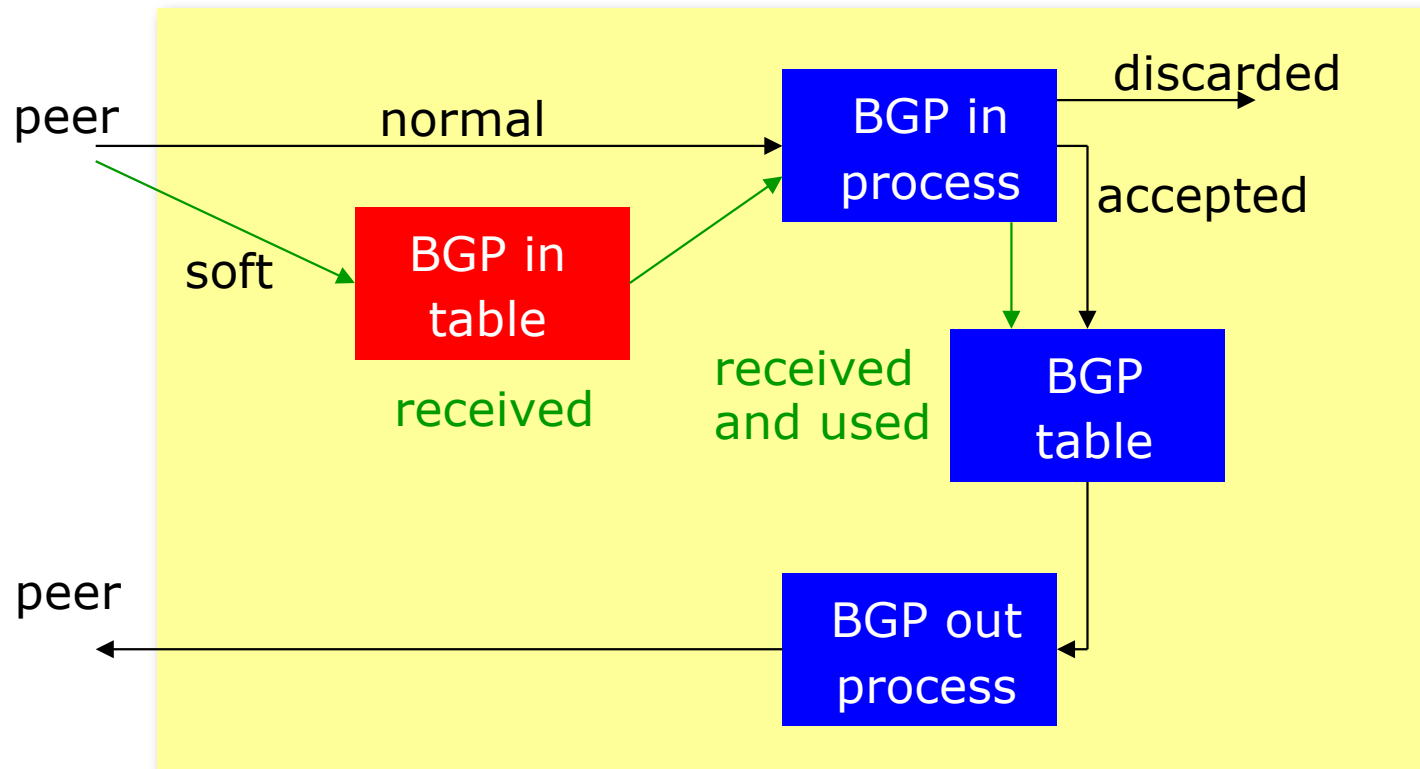 discarded
peer
normal
BGP in
process
accepted
soft
BGP in
table
received
received
and used
BGP
table
peer
BGP out
process